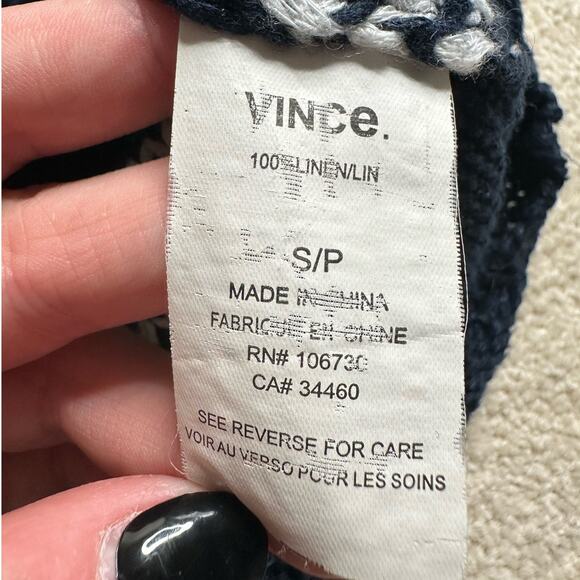 VINCE.
100% LINEN/LIN
S/P
MADE IN CHINA
FABRIQUE EN CHINE
RN# 106730
CA# 34460
SEE REVERSE FOR CARE
VOIR AU VERSO POUR LES SOINS